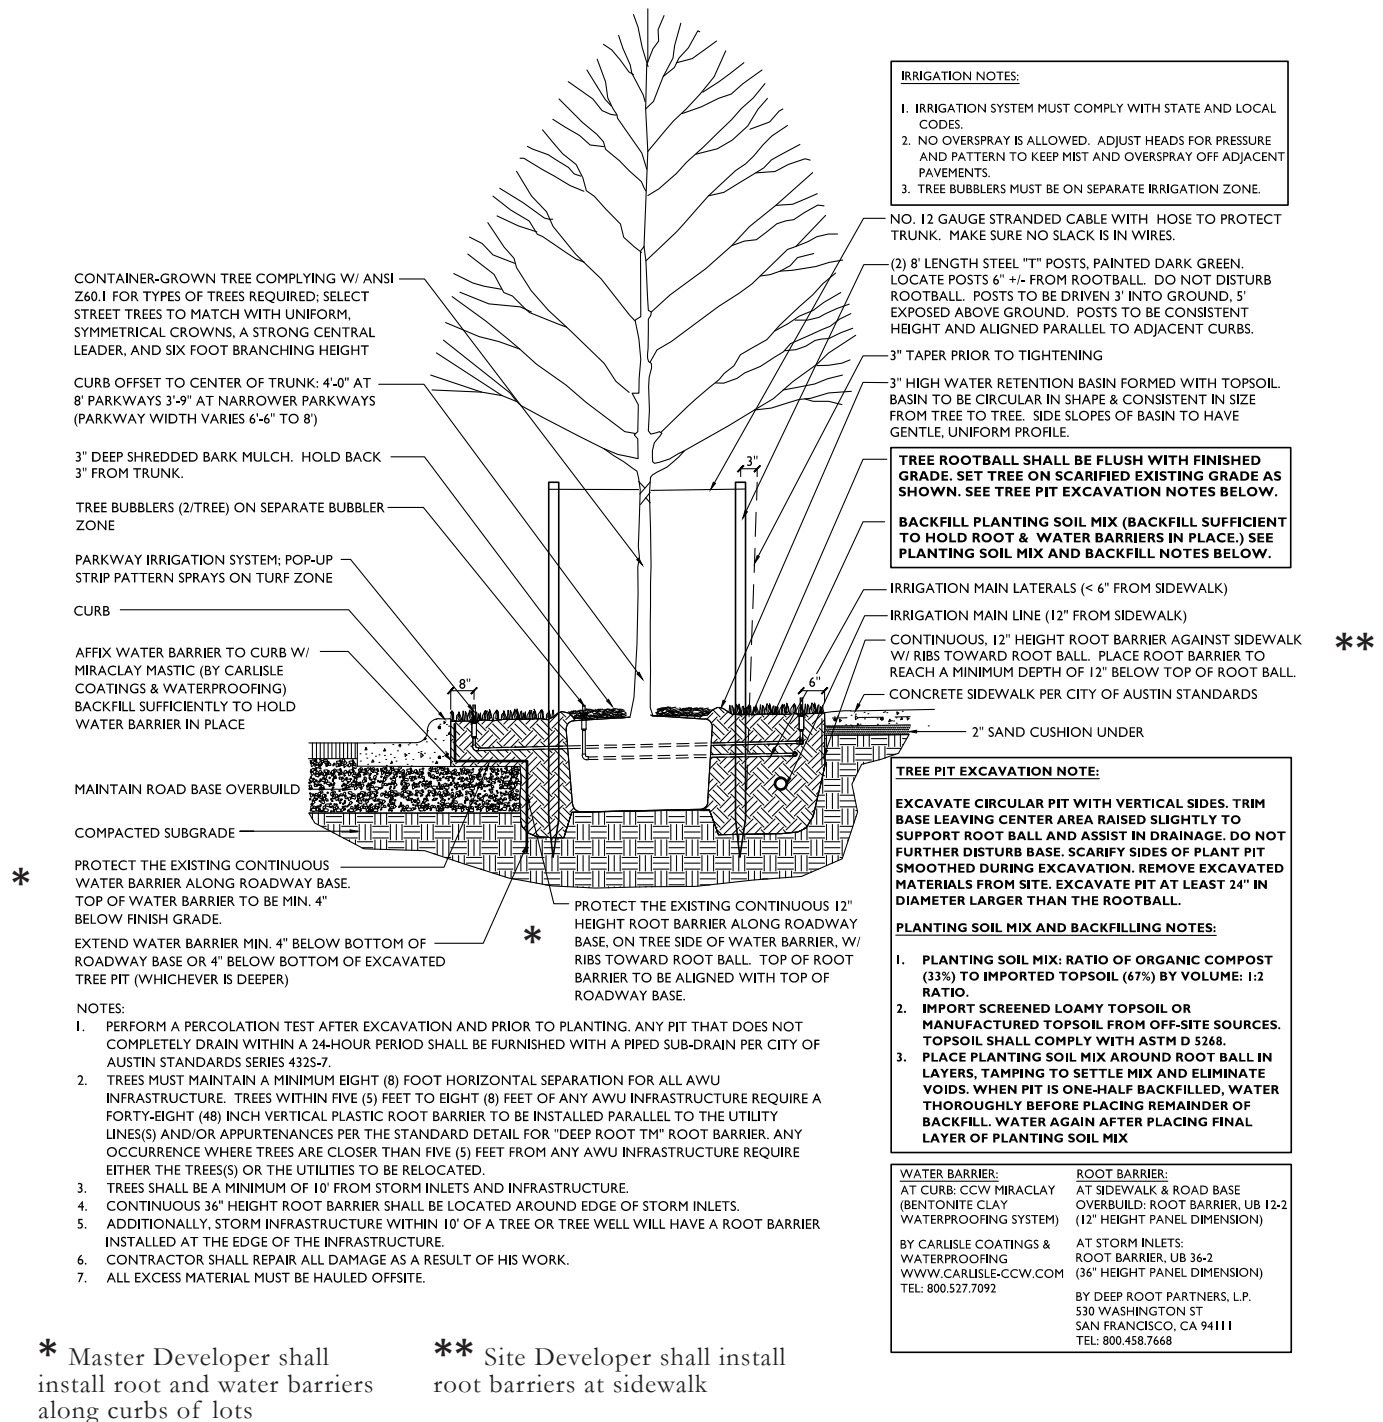 IRRIGATION NOTES:
1. IRRIGATION SYSTEM MUST COMPLY WITH STATE AND LOCAL
CODES.
2. NO OVERSPRAY IS ALLOWED. ADJUST HEADS FOR PRESSURE
AND PATTERN TO KEEP MIST AND OVERSPRAY OFF ADJACENT
PAVEMENTS.
3. TREE BUBBLERS MUST BE ON SEPARATE IRRIGATION ZONE.
NO. 12 GAUGE STRANDED CABLE WITH HOSE TO PROTECT
TRUNK. MAKE SURE NO SLACK IS IN WIRES.
(2) 8' LENGTH STEEL "T" POSTS, PAINTED DARK GREEN.
LOCATE POSTS 6" +/- FROM ROOTBALL. DO NOT DISTURB
ROOTBALL. POSTS TO BE DRIVEN 3' INTO GROUND, 5'
EXPOSED ABOVE GROUND. POSTS TO BE CONSISTENT
HEIGHT AND ALIGNED PARALLEL TO ADJACENT CURBS.
3" TAPER PRIOR TO TIGHTENING
3" HIGH WATER RETENTION BASIN FORMED WITH TOPSOIL.
BASIN TO BE CIRCULAR IN SHAPE & CONSISTENT IN SIZE
FROM TREE TO TREE. SIDE SLOPES OF BASIN TO HAVE
GENTLE, UNIFORM PROFILE.
TREE ROOTBALL SHALL BE FLUSH WITH FINISHED
GRADE. SET TREE ON SCARIFIED EXISTING GRADE AS
SHOWN. SEE TREE PIT EXCAVATION NOTES BELOW.
BACKFILL PLANTING SOIL MIX (BACKFILL SUFFICIENT
TO HOLD ROOT & WATER BARRIERS IN PLACE.) SEE
PLANTING SOIL MIX AND BACKFILL NOTES BELOW.
IRRIGATION MAIN LATERALS (< 6" FROM SIDEWALK)
IRRIGATION MAIN LINE (12" FROM SIDEWALK)
CONTINUOUS, 12" HEIGHT ROOT BARRIER AGAINST SIDEWALK
W/ RIBS TOWARD ROOT BALL. PLACE ROOT BARRIER TO
REACH A MINIMUM DEPTH OF 12" BELOW TOP OF ROOT BALL.
**
CONCRETE SIDEWALK PER CITY OF AUSTIN STANDARDS
2" SAND CUSHION UNDER
CONTAINER-GROWN TREE COMPLYING W/ ANSI
Z60.1 FOR TYPES OF TREES REQUIRED; SELECT
STREET TREES TO MATCH WITH UNIFORM,
SYMMETRICAL CROWNS, A STRONG CENTRAL
LEADER, AND SIX FOOT BRANCHING HEIGHT
CURB OFFSET TO CENTER OF TRUNK: 4'-0" AT
8' PARKWAYS 3'-9" AT NARROWER PARKWAYS
(PARKWAY WIDTH VARIES 6'-6" TO 8')
3" DEEP SHREDDED BARK MULCH. HOLD BACK
3" FROM TRUNK.
TREE BUBBLERS (2/TREE) ON SEPARATE BUBBLER
ZONE
PARKWAY IRRIGATION SYSTEM; POP-UP
STRIP PATTERN SPRAYS ON TURF ZONE
CURB
AFFIX WATER BARRIER TO CURB W/
MIRACLAY MASTIC (BY CARLISLE
COATINGS & WATERPROOFING)
BACKFILL SUFFICIENTLY TO HOLD
WATER BARRIER IN PLACE
MAINTAIN ROAD BASE OVERBUILD
COMPACTED SUBGRADE
*
PROTECT THE EXISTING CONTINUOUS
WATER BARRIER ALONG ROADWAY BASE.
TOP OF WATER BARRIER TO BE MIN. 4"
BELOW FINISH GRADE.
EXTEND WATER BARRIER MIN. 4" BELOW BOTTOM OF
ROADWAY BASE OR 4" BELOW BOTTOM OF EXCAVATED
TREE PIT (WHICHEVER IS DEEPER)
3"
8"
6"
*
PROTECT THE EXISTING CONTINUOUS 12"
HEIGHT ROOT BARRIER ALONG ROADWAY
BASE, ON TREE SIDE OF WATER BARRIER, W/
RIBS TOWARD ROOT BALL. TOP OF ROOT
BARRIER TO BE ALIGNED WITH TOP OF
ROADWAY BASE.
NOTES:
1. PERFORM A PERCOLATION TEST AFTER EXCAVATION AND PRIOR TO PLANTING. ANY PIT THAT DOES NOT
COMPLETELY DRAIN WITHIN A 24-HOUR PERIOD SHALL BE FURNISHED WITH A PIPED SUB-DRAIN PER CITY OF
AUSTIN STANDARDS SERIES 432S-7.
2. TREES MUST MAINTAIN A MINIMUM EIGHT (8) FOOT HORIZONTAL SEPARATION FOR ALL AWU
INFRASTRUCTURE. TREES WITHIN FIVE (5) FEET TO EIGHT (8) FEET OF ANY AWU INFRASTRUCTURE REQUIRE A
FORTY-EIGHT (48) INCH VERTICAL PLASTIC ROOT BARRIER TO BE INSTALLED PARALLEL TO THE UTILITY
LINES(S) AND/OR APPURTENANCES PER THE STANDARD DETAIL FOR "DEEP ROOT TM" ROOT BARRIER. ANY
OCCURRENCE WHERE TREES ARE CLOSER THAN FIVE (5) FEET FROM ANY AWU INFRASTRUCTURE REQUIRE
EITHER THE TREES(S) OR THE UTILITIES TO BE RELOCATED.
3. TREES SHALL BE A MINIMUM OF 10' FROM STORM INLETS AND INFRASTRUCTURE.
4. CONTINUOUS 36" HEIGHT ROOT BARRIER SHALL BE LOCATED AROUND EDGE OF STORM INLETS.
5. ADDITIONALLY, STORM INFRASTRUCTURE WITHIN 10' OF A TREE OR TREE WELL WILL HAVE A ROOT BARRIER
INSTALLED AT THE EDGE OF THE INFRASTRUCTURE.
6. CONTRACTOR SHALL REPAIR ALL DAMAGE AS A RESULT OF HIS WORK.
7. ALL EXCESS MATERIAL MUST BE HAULED OFFSITE.
TREE PIT EXCAVATION NOTE:
EXCAVATE CIRCULAR PIT WITH VERTICAL SIDES. TRIM
BASE LEAVING CENTER AREA RAISED SLIGHTLY TO
SUPPORT ROOT BALL AND ASSIST IN DRAINAGE. DO NOT
FURTHER DISTURB BASE. SCARIFY SIDES OF PLANT PIT
SMOOTHED DURING EXCAVATION. REMOVE EXCAVATED
MATERIALS FROM SITE. EXCAVATE PIT AT LEAST 24" IN
DIAMETER LARGER THAN THE ROOTBALL.
PLANTING SOIL MIX AND BACKFILLING NOTES:
1. PLANTING SOIL MIX: RATIO OF ORGANIC COMPOST
(33%) TO IMPORTED TOPSOIL (67%) BY VOLUME: 1:2
RATIO.
2. IMPORT SCREENED LOAMY TOPSOIL OR
MANUFACTURED TOPSOIL FROM OFF-SITE SOURCES.
TOPSOIL SHALL COMPLY WITH ASTM D 5268.
3. PLACE PLANTING SOIL MIX AROUND ROOT BALL IN
LAYERS, TAMPING TO SETTLE MIX AND ELIMINATE
VOIDS. WHEN PIT IS ONE-HALF BACKFILLED, WATER
THOROUGHLY BEFORE PLACING REMAINDER OF
BACKFILL. WATER AGAIN AFTER PLACING FINAL
LAYER OF PLANTING SOIL MIX
WATER BARRIER:
AT CURB: CCW MIRACLAY
(BENTONITE CLAY
WATERPROOFING SYSTEM)
BY CARLISLE COATINGS &
WATERPROOFING
WWW.CARLISLE-CCW.COM
TEL: 800.527.7092
ROOT BARRIER:
AT SIDEWALK & ROAD BASE
OVERBUILD: ROOT BARRIER, UB 12-2
(12" HEIGHT PANEL DIMENSION)
AT STORM INLETS:
ROOT BARRIER, UB 36-2
(36" HEIGHT PANEL DIMENSION)
BY DEEP ROOT PARTNERS, L.P.
530 WASHINGTON ST
SAN FRANCISCO, CA 94111
TEL: 800.458.7668
* Master Developer shall
install root and water barriers
along curbs of lots
** Site Developer shall install
root barriers at sidewalk